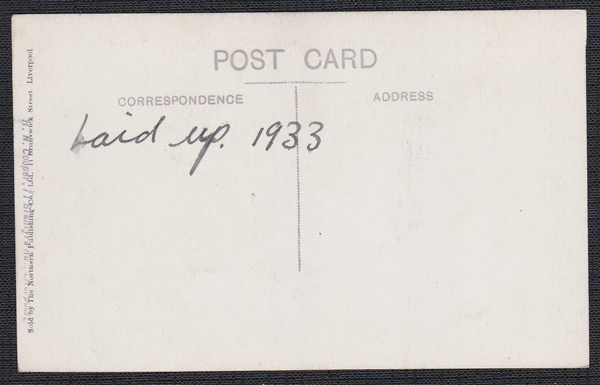 POST CARD
CORRESPONDENCE
ADDRESS
Laid up. 1933
Sold by The Northern Publishing Co., Ltd. 11 Brunswick Street Liverpool